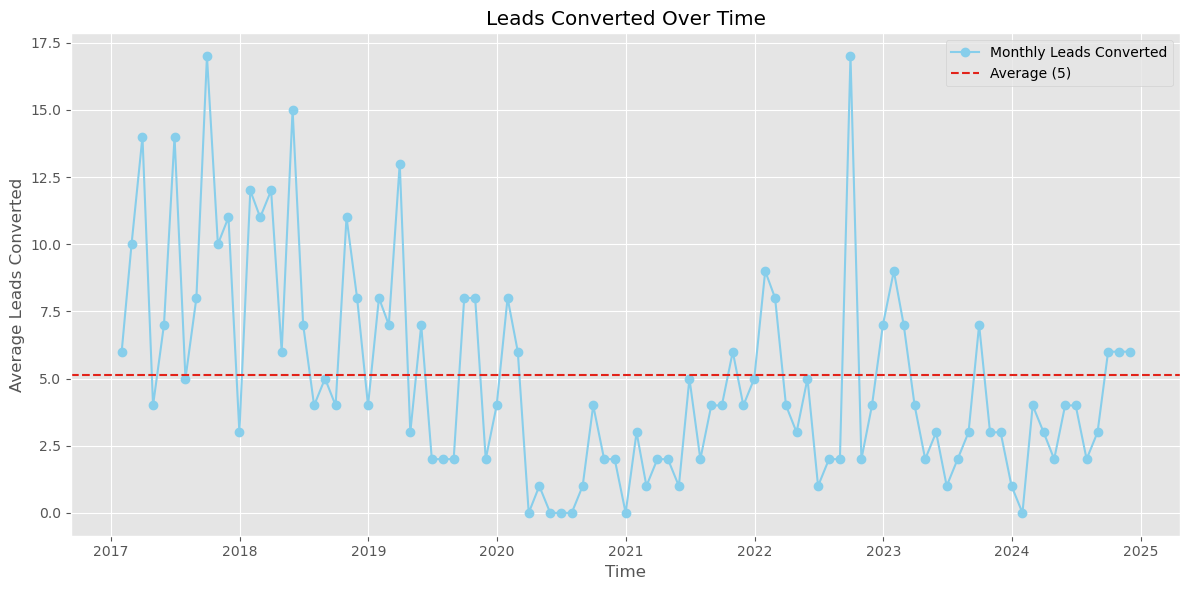 Leads Converted Over Time
Monthly Leads Converted
Average (5)
17.5
15.0
12.5
10.0
7.5
5.0
2.5
0.0
Average Leads Converted
2017 2018 2019 2020 2021 2022 2023 2024 2025
Time